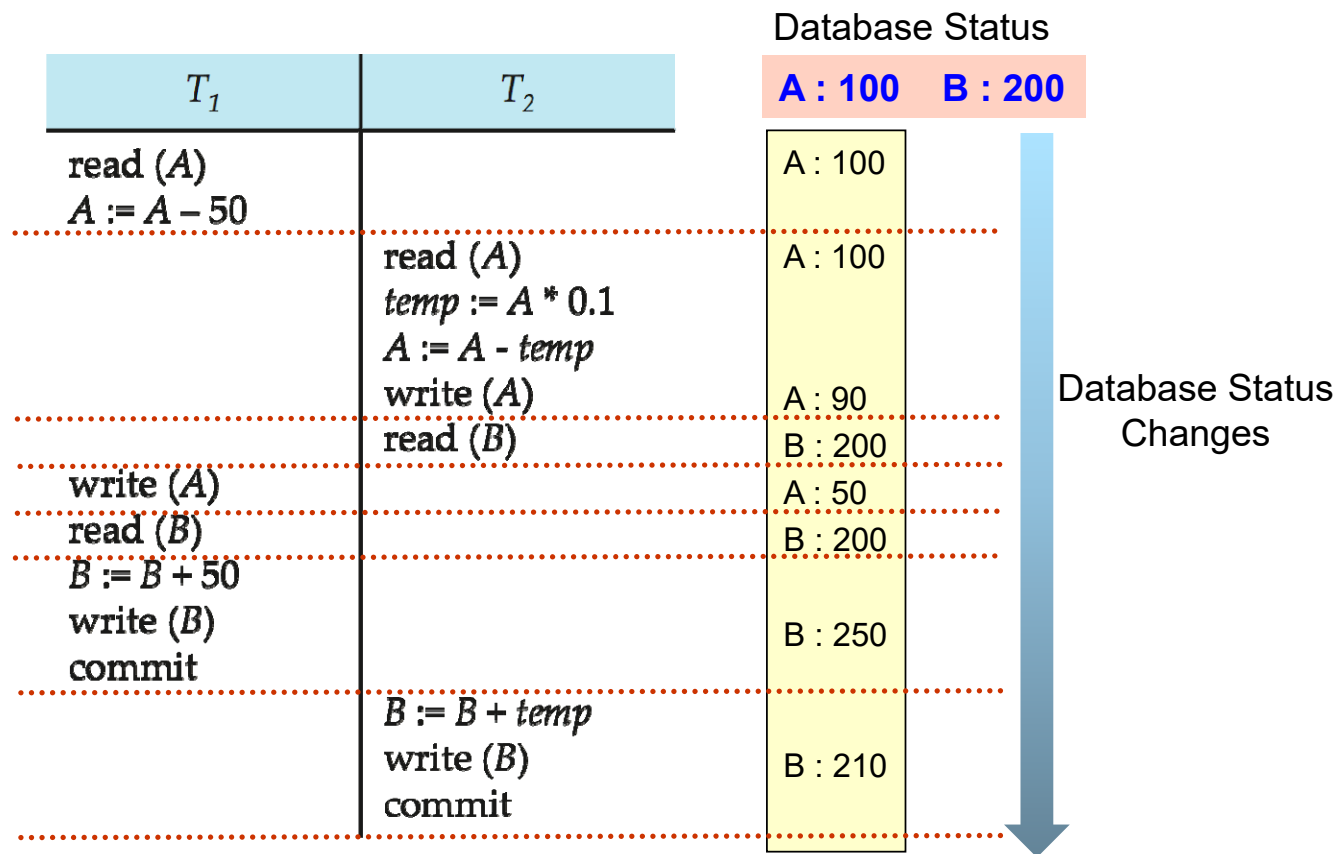 Database Status
T1 T2 A : 100 B : 200
read (A) A : 100
A := A – 50
read (A) A : 100
temp := A * 0.1
A := A - temp
write (A) A : 90
Database Status
Changes
read (B) B : 200
write (A) A : 50
read (B) B : 200
B := B + 50
write (B) B : 250
commit
B := B + temp
write (B) B : 210
commit